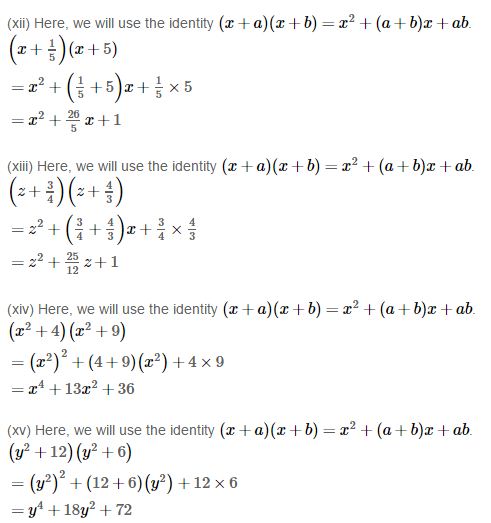 (xii) Here, we will use the identity (x + a)(x + b) = x² + (a + b)x + ab.
(x + 1/5)(x + 5)
= x² + (1/5 + 5)x + 1/5 × 5
= x² + 26/5 x + 1
(xiii) Here, we will use the identity (x + a)(x + b) = x² + (a + b)x + ab.
(z + 3/4)(z + 4/3)
= z² + (3/4 + 4/3)x + 3/4 × 4/3
= z² + 25/12 z + 1
(xiv) Here, we will use the identity (x + a)(x + b) = x² + (a + b)x + ab.
(x² + 4)(x² + 9)
= (x²)² + (4 + 9)(x²) + 4 × 9
= x⁴ + 13x² + 36
(xv) Here, we will use the identity (x + a)(x + b) = x² + (a + b)x + ab.
(y² + 12)(y² + 6)
= (y²)² + (12 + 6)(y²) + 12 × 6
= y⁴ + 18y² + 72